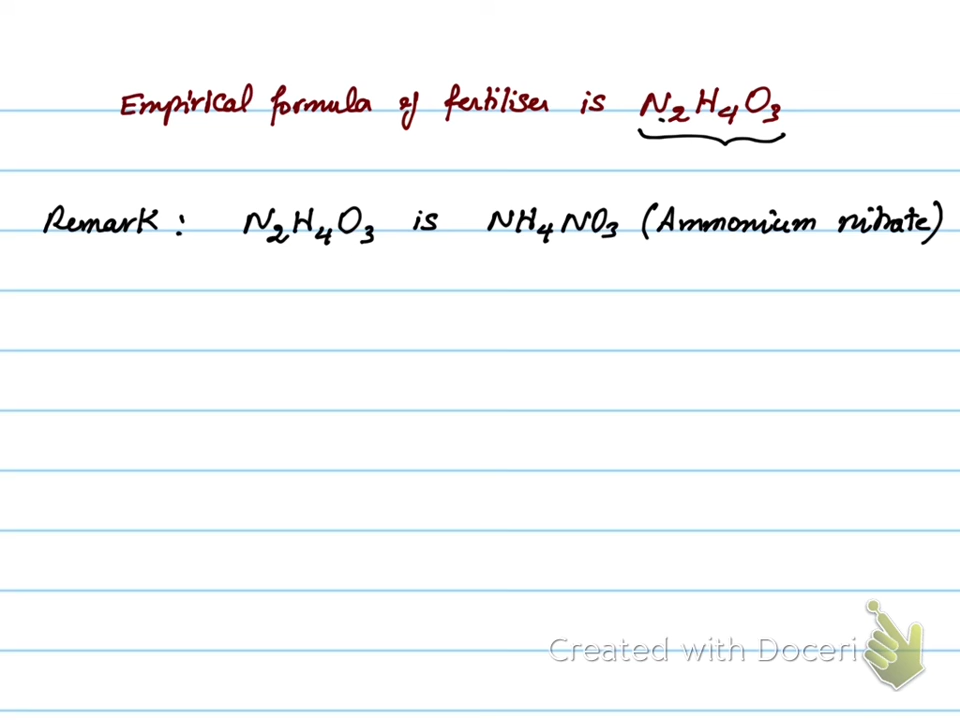 Empirical formula of fertiliser is N₂H₄O₃
Remark : N₂H₄O₃ is NH₄NO₃ (Ammonium nitrate)
Created with Doceri